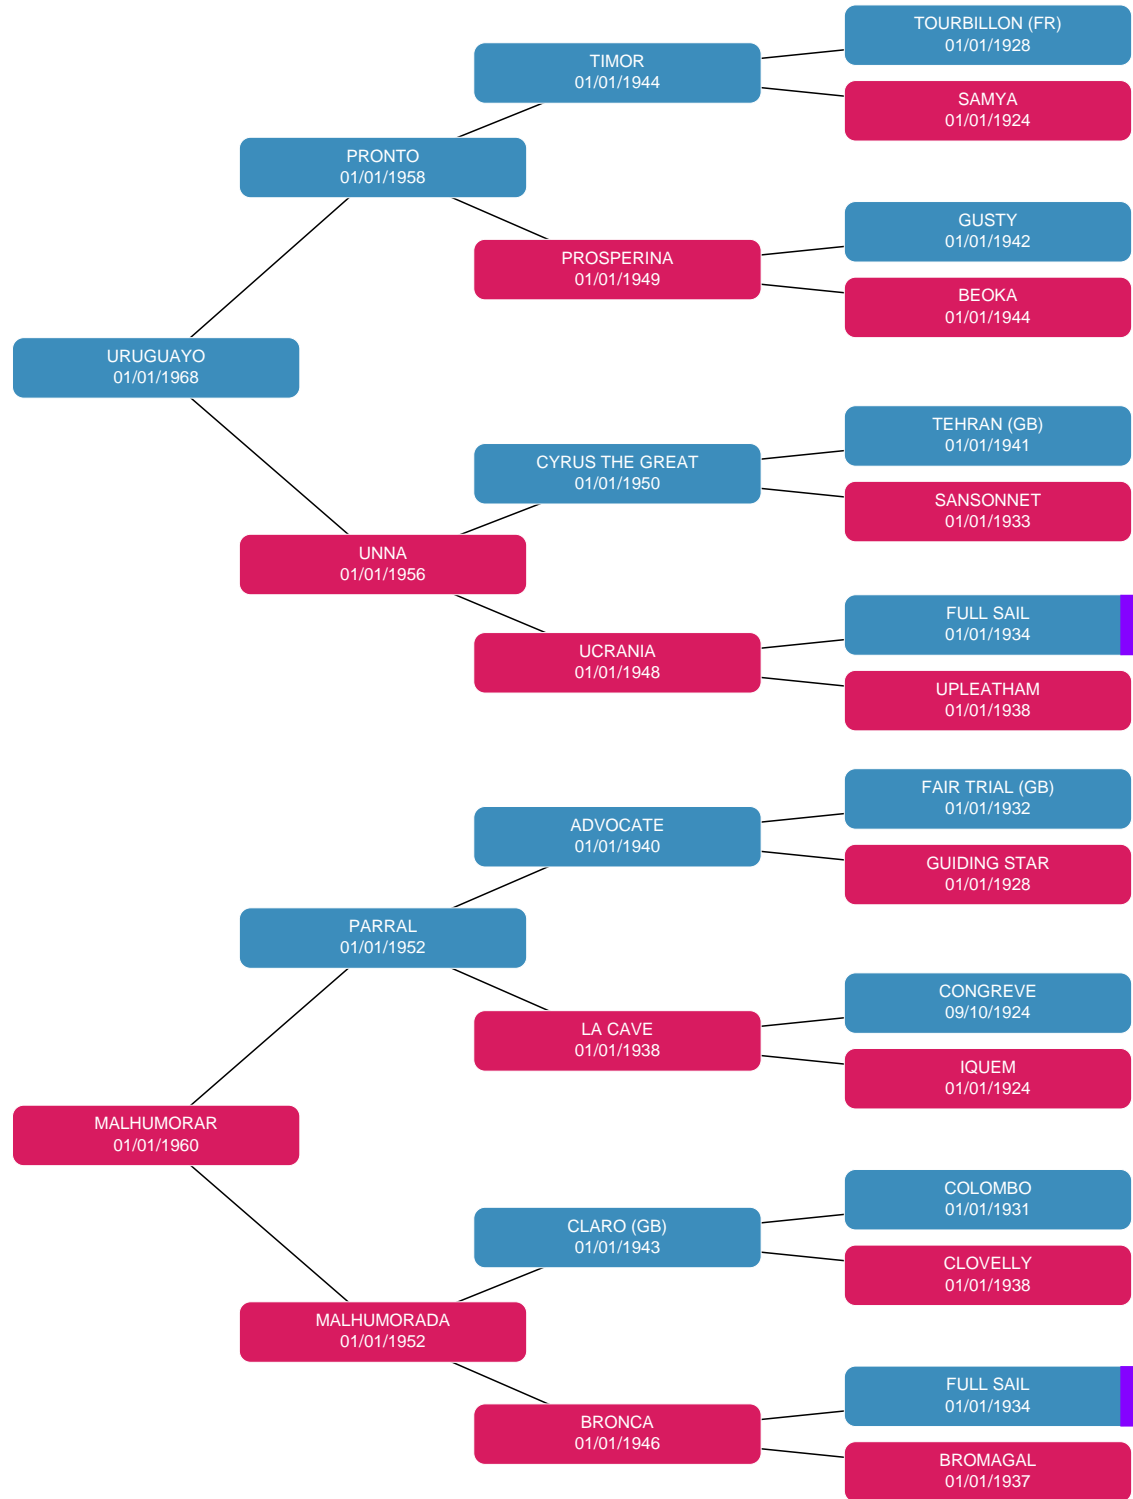 TOURBILLON (FR)
01/01/1928
TIMOR
01/01/1944
SAMYA
01/01/1924
PRONTO
01/01/1958
GUSTY
01/01/1942
PROSPERINA
01/01/1949
BEOKA
01/01/1944
URUGUAYO
01/01/1968
TEHRAN (GB)
01/01/1941
CYRUS THE GREAT
01/01/1950
SANSONNET
01/01/1933
UNNA
01/01/1956
FULL SAIL
01/01/1934
UCRANIA
01/01/1948
UPLEATHAM
01/01/1938
FAIR TRIAL (GB)
01/01/1932
ADVOCATE
01/01/1940
GUIDING STAR
01/01/1928
PARRAL
01/01/1952
CONGREVE
09/10/1924
LA CAVE
01/01/1938
IQUEM
01/01/1924
MALHUMORAR
01/01/1960
COLOMBO
01/01/1931
CLARO (GB)
01/01/1943
CLOVELLY
01/01/1938
MALHUMORADA
01/01/1952
FULL SAIL
01/01/1934
BRONCA
01/01/1946
BROMAGAL
01/01/1937